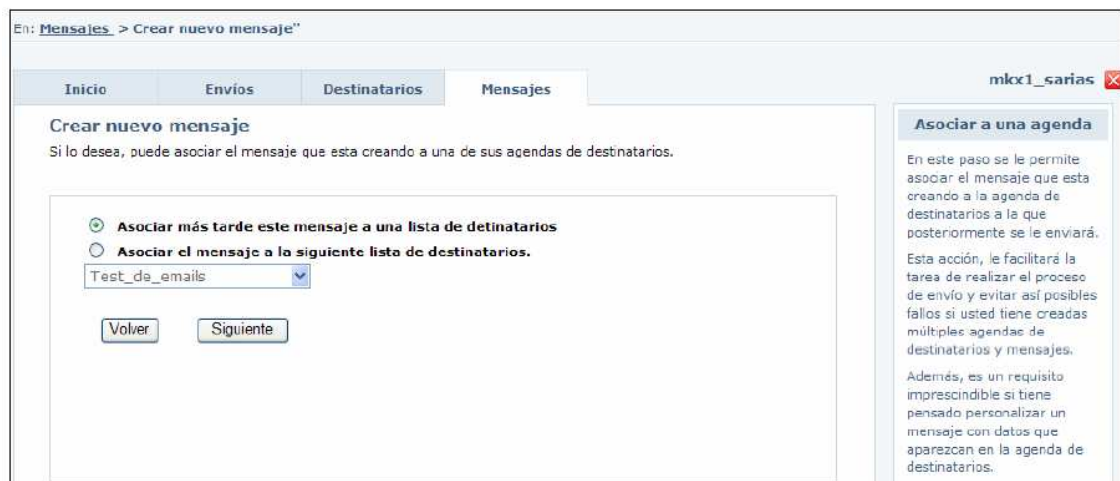 En: Mensajes > Crear nuevo mensaje"
Inicio
Envíos
Destinatarios
Mensajes
mkx1_sarias
Crear nuevo mensaje
Si lo desea, puede asociar el mensaje que esta creando a una de sus agendas de destinatarios.
Asociar más tarde este mensaje a una lista de detinatarios
Asociar el mensaje a la siguiente lista de destinatarios.
Test_de_emails
Volver
Siguiente
Asociar a una agenda
En este paso se le permite
asociar el mensaje que esta
creando a la agenda de
destinatarios a la que
posteriormente se le enviará.
Esta acción, le facilitará la
tarea de realizar el proceso
de envío y evitar así posibles
fallos si usted tiene creadas
múltiples agendas de
destinatarios y mensajes.
Además, es un requisito
imprescindible si tiene
pensado personalizar un
mensaje con datos que
aparezcan en la agenda de
destinatarios.